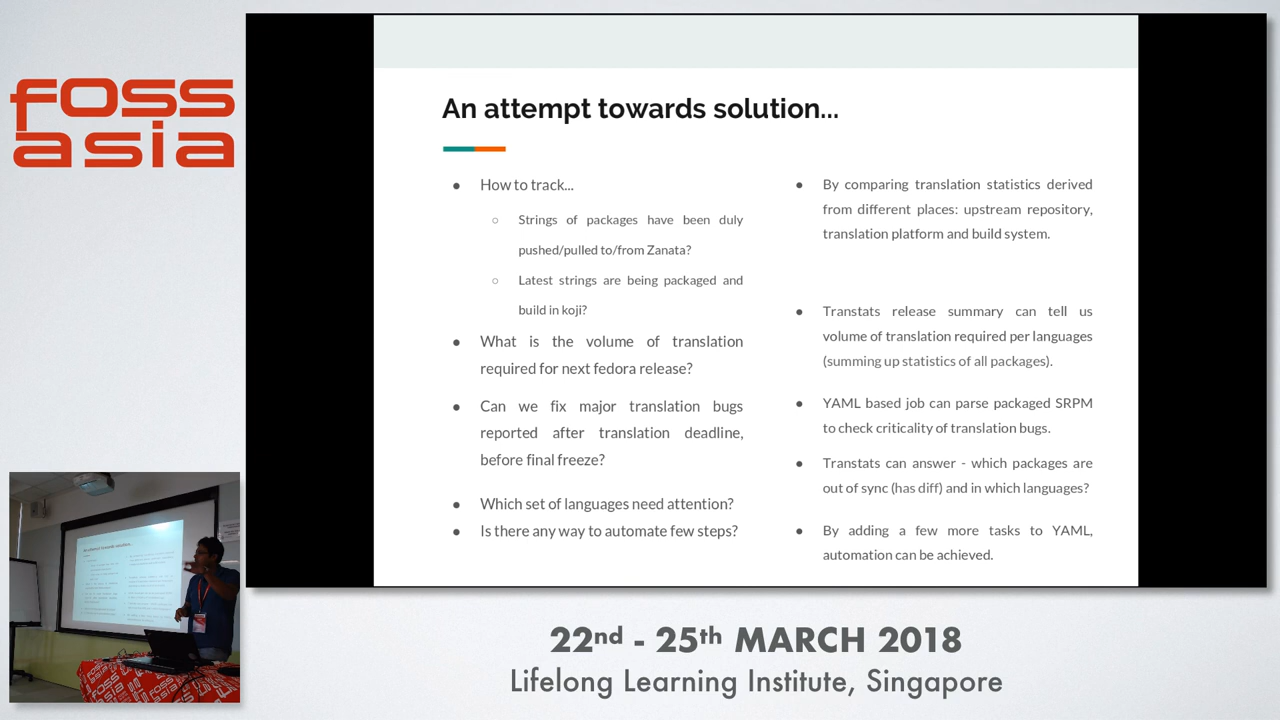 foss
asia
An attempt towards solution...
● How to track...
○ Strings of packages have been duly
pushed/pulled to/from Zanata?
○ Latest strings are being packaged and
build in koji?
● What is the volume of translation
required for next fedora release?
● Can we fix major translation bugs
reported after translation deadline,
before final freeze?
● Which set of languages need attention?
● Is there any way to automate few steps?
● By comparing translation statistics derived
from different places: upstream repository,
translation platform and build system.
● Transtats release summary can tell us
volume of translation required per languages
(summing up statistics of all packages).
● YAML based job can parse packaged SRPM
to check criticality of translation bugs.
● Transtats can answer - which packages are
out of sync (has diff) and in which languages?
● By adding a few more tasks to YAML,
automation can be achieved.
An attempt towards solution...
foss
asia
22nd - 25th MARCH 2018
Lifelong Learning Institute, Singapore